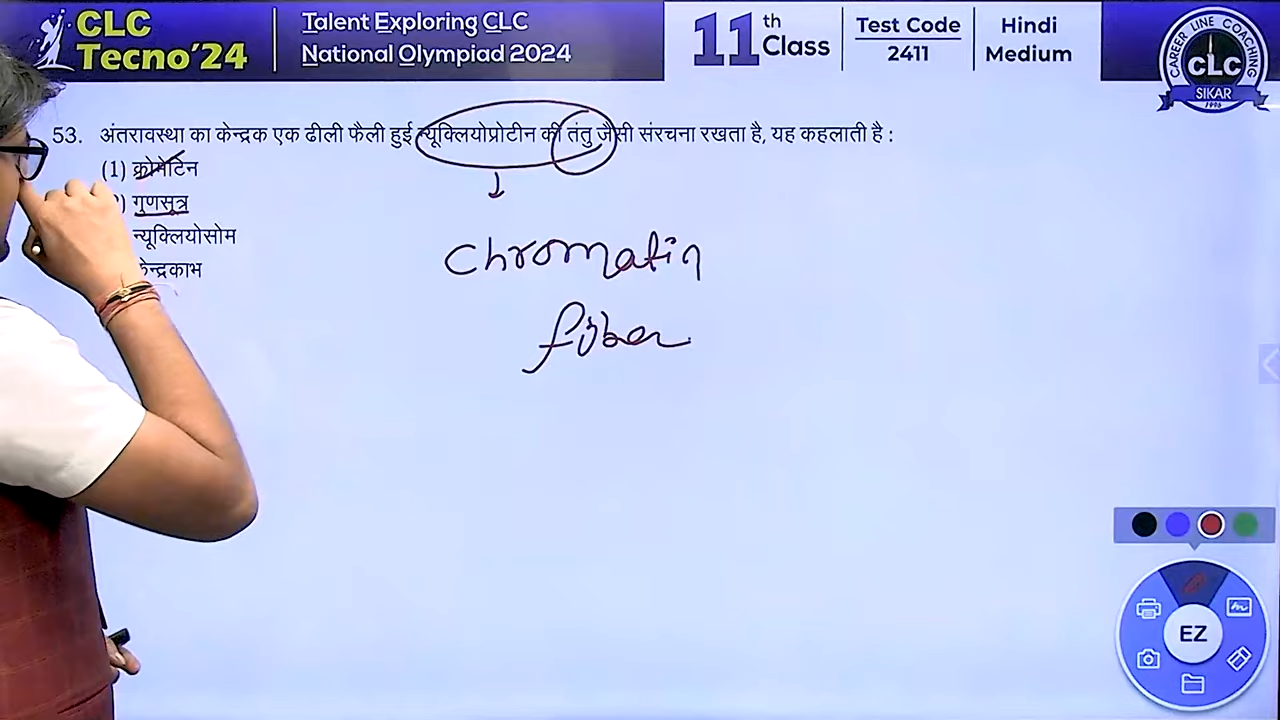 CLC
Tecno'24
Talent Exploring CLC
National Olympiad 2024
11th Class
Test Code
2411
Hindi
Medium
CAREER LINE COACHING
CLC
SIKAR
1996
53. अंतरावस्था का केन्द्रक एक ढीली फैली हुई न्यूक्लियोप्रोटीन की तंतु जैसी संरचना रखता है, यह कहलाती है :
(1) क्रोमेटिन
) गुणसूत्र
न्यूक्लियोसोम
केन्द्रकाभ
chromatin
fiber
EZ